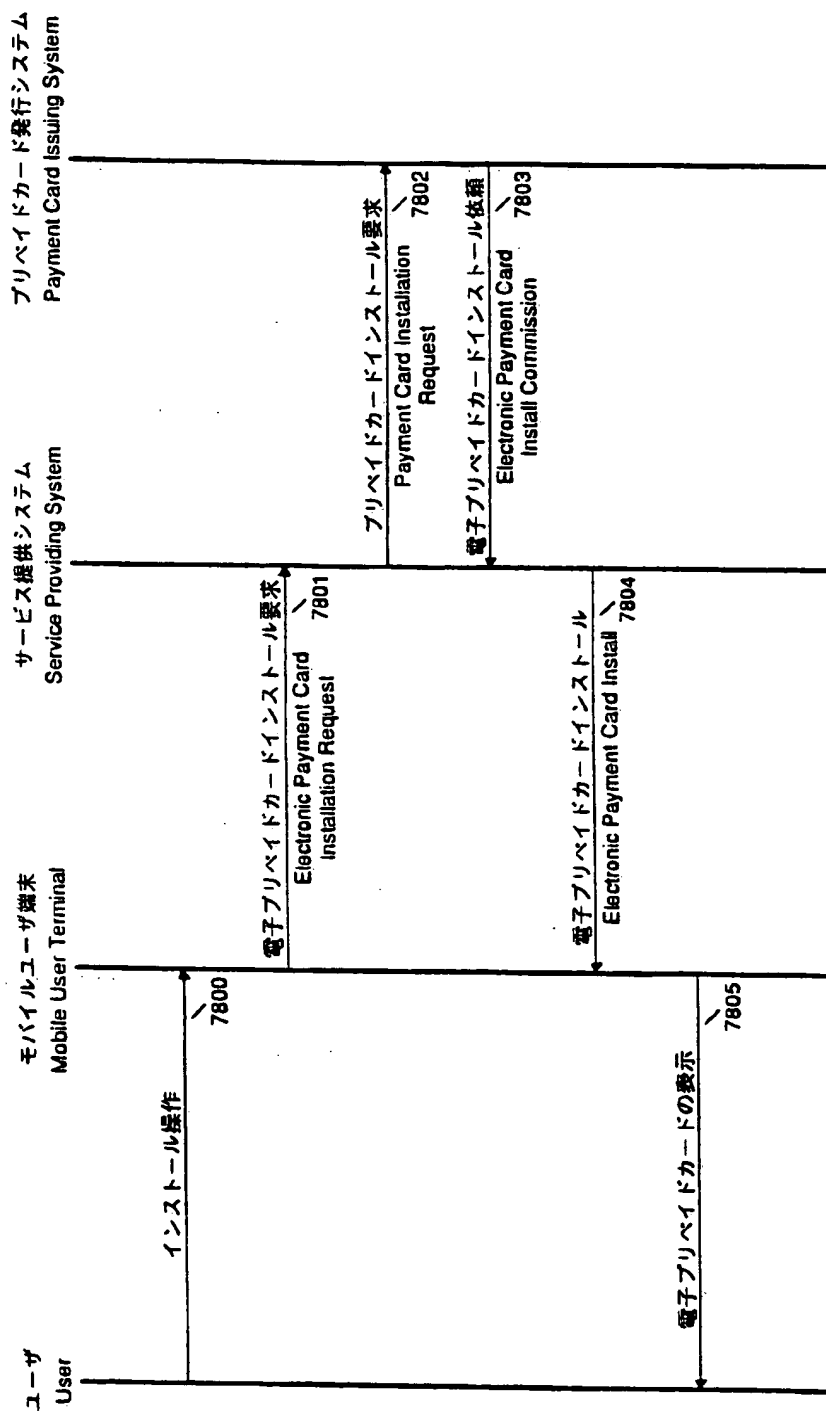 ユーザ
User
モバイルユーザ端末
Mobile User Terminal
サービス提供システム
Service Providing System
プリペイドカード発行システム
Payment Card Issuing System
インストール操作
7800
電子プリペイドカードインストール要求
7801
Electronic Payment Card
Installation Request
プリペイドカードインストール要求
7802
Payment Card Installation
Request
電子プリペイドカードインストール依頼
7803
Electronic Payment Card
Install Commission
電子プリペイドカードインストール
7804
Electronic Payment Card Install
電子プリペイドカードの表示
7805